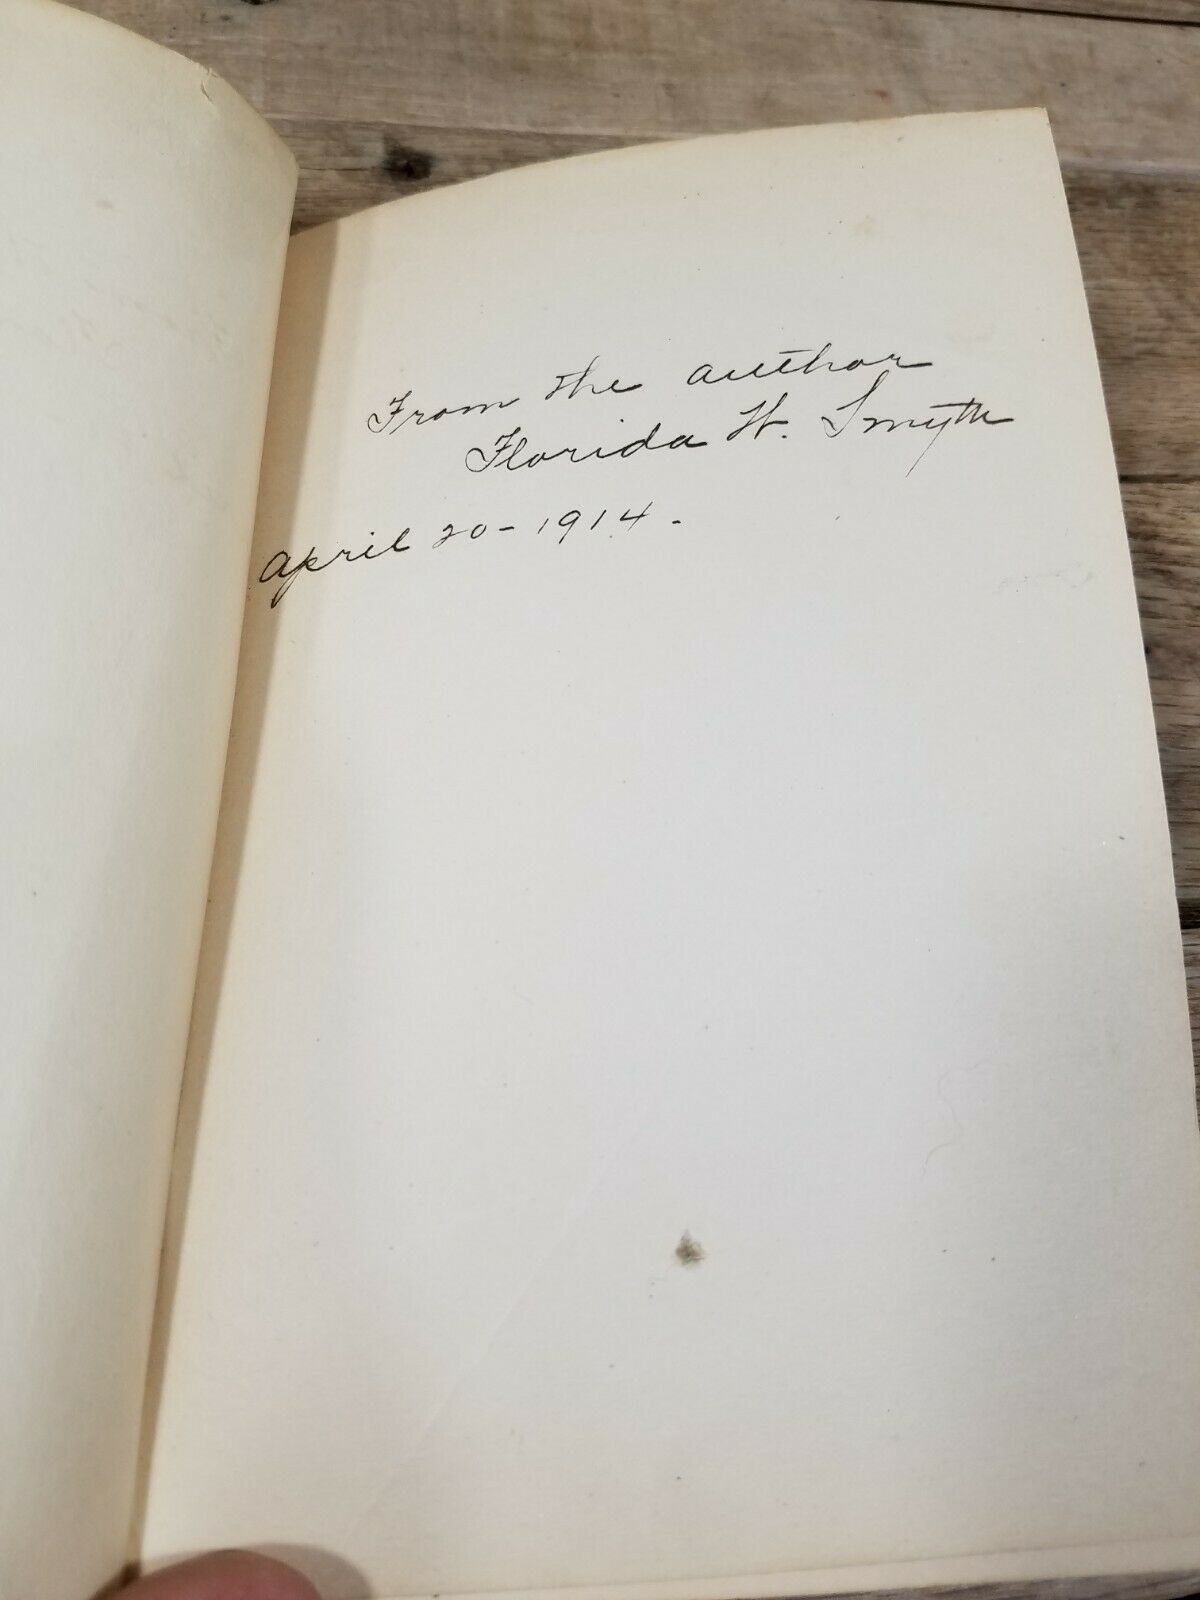 From the author
Florida W. Smyth
April 20-1914.